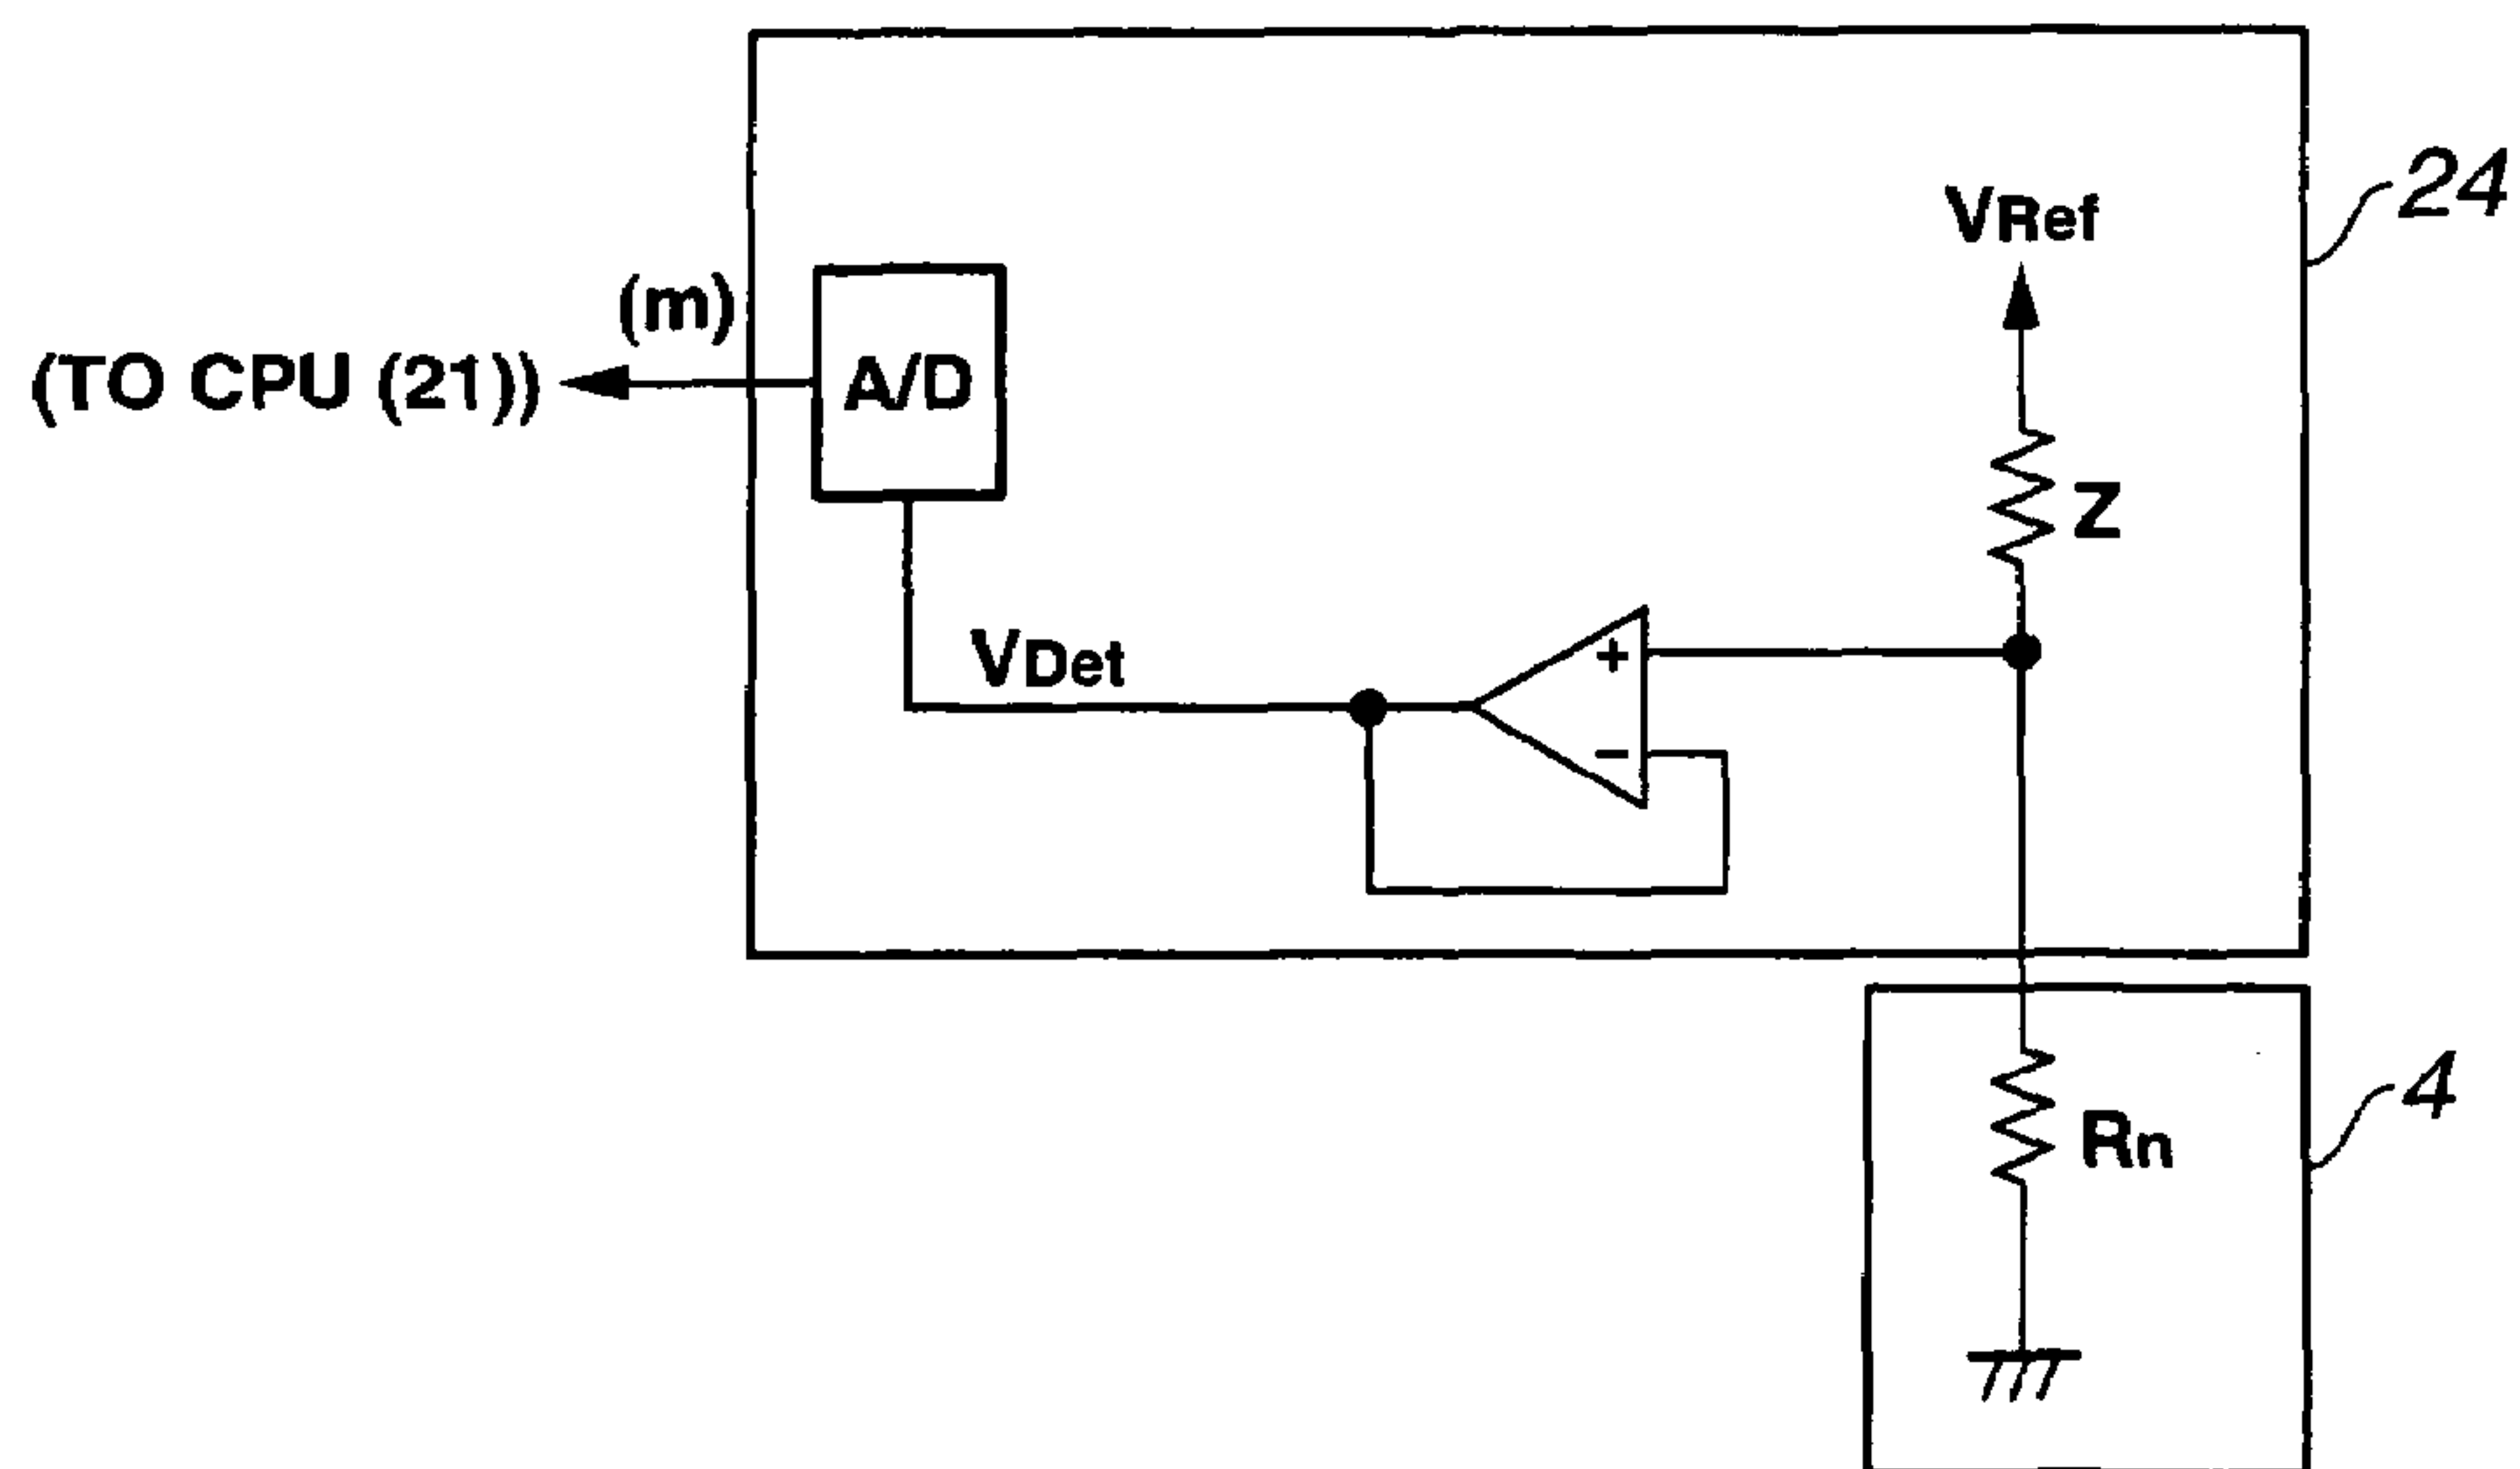 24
VRef
(m)
(TO CPU (21))
A/D
Z
+
VDet
−
4
Rn